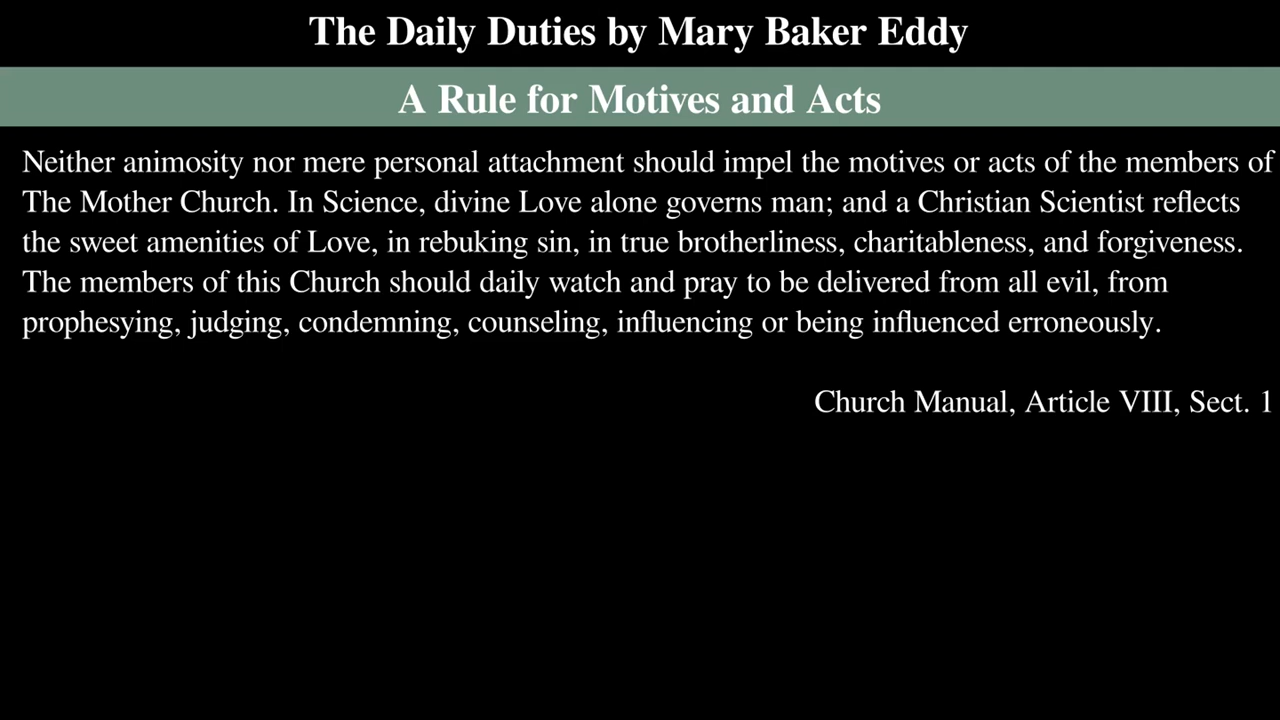 The Daily Duties by Mary Baker Eddy
A Rule for Motives and Acts
Neither animosity nor mere personal attachment should impel the motives or acts of the members of
The Mother Church. In Science, divine Love alone governs man; and a Christian Scientist reflects
the sweet amenities of Love, in rebuking sin, in true brotherliness, charitableness, and forgiveness.
The members of this Church should daily watch and pray to be delivered from all evil, from
prophesying, judging, condemning, counseling, influencing or being influenced erroneously.
Church Manual, Article VIII, Sect. 1